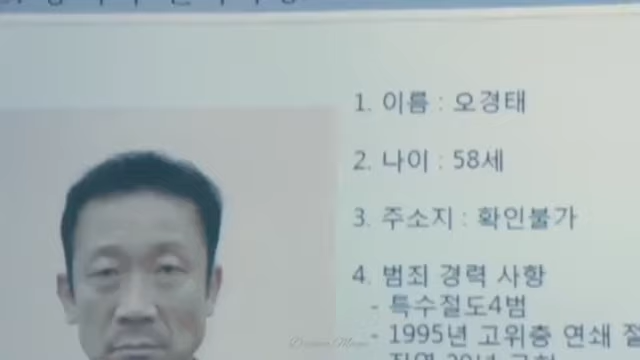 1. 이름 : 오경태
2. 나이 : 58세
3. 주소지 : 확인불가
4. 범죄 경력 사항
- 특수절도4범
- 1995년 고위층 연쇄